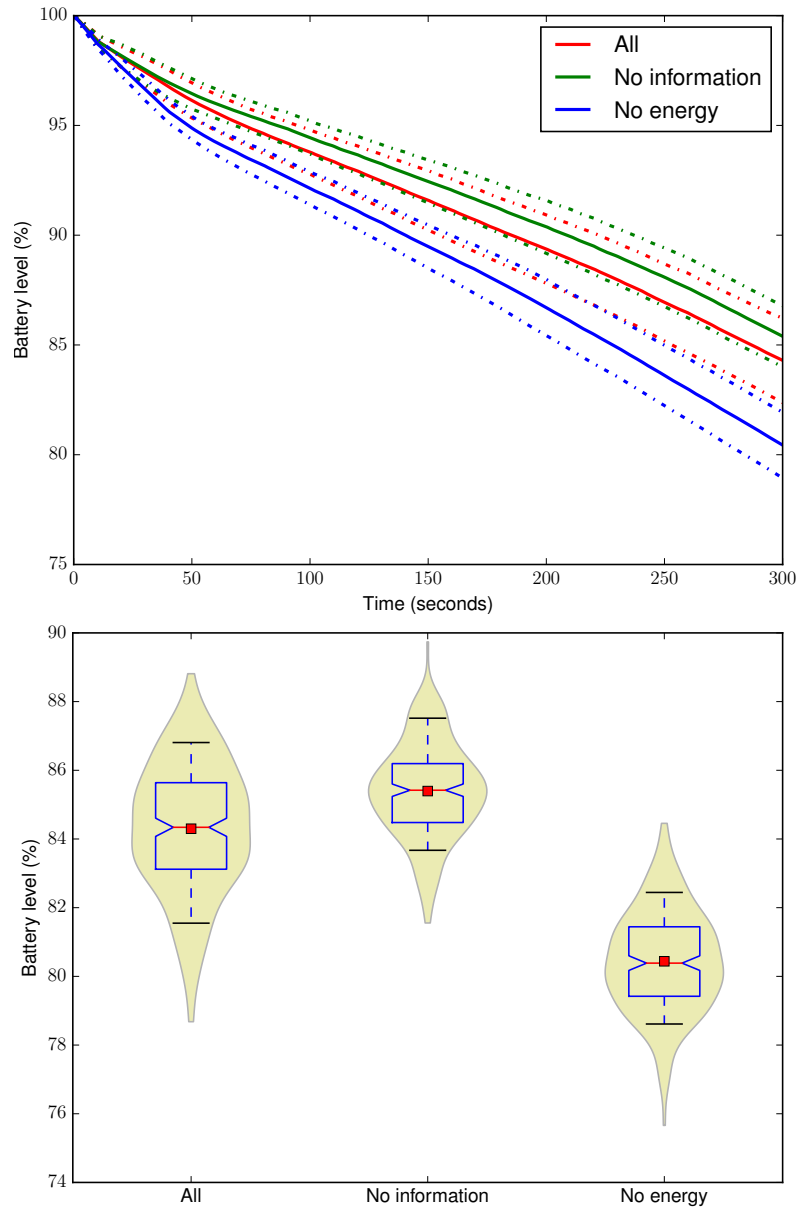 100
95
90
85
80
75
Battery level (%)
All
No information
No energy
0
50
100
150
200
250
300
Time (seconds)
90
88
86
84
82
80
78
76
74
Battery level (%)
All
No information
No energy